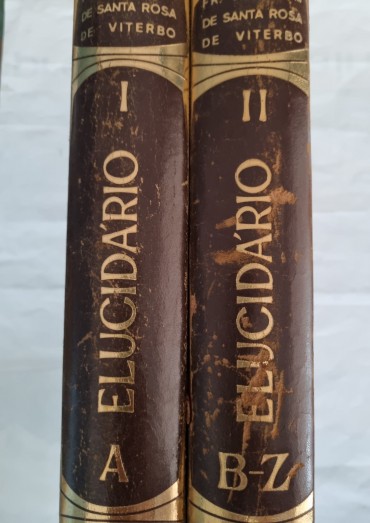 DE SANTA ROSA
DE VITERBO
I
ELUCIDÁRIO
A
DE SANTA ROSA
DE VITERBO
II
ELUCIDÁRIO
B-Z